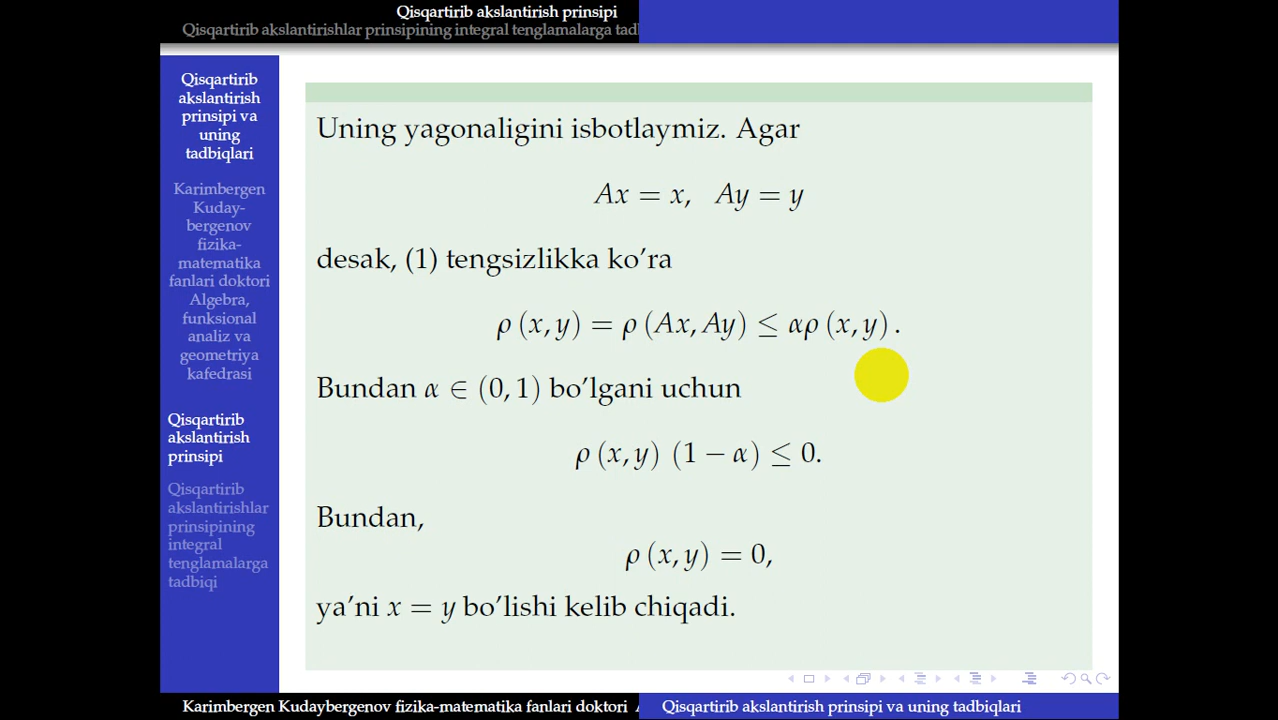 Qisqartirib akslantirish prinsipi
Qisqartirib akslantirishlar prinsipining integral tenglamalarga tad
Qisqartirib
akslantirish
prinsipi va
uning
tadbiqlari
Karimbergen
Kuday-
bergenov
fizika-
matematika
fanlari doktori
Algebra,
funksional
analiz va
geometriya
kafedrasi
Qisqartirib
akslantirish
prinsipi
Qisqartirib
akslantirishlar
prinsipining
integral
tenglamalarga
tadbiqi
Uning yagonaligini isbotlaymiz. Agar
Ax = x, Ay = y
desak, (1) tengsizlikka ko'ra
ρ (x, y) = ρ (Ax, Ay) ≤ αρ (x, y) .
Bundan α ∈ (0, 1) bo'lgani uchun
ρ (x, y) (1 − α) ≤ 0.
Bundan,
ρ (x, y) = 0,
ya'ni x = y bo'lishi kelib chiqadi.
Karimbergen Kudaybergenov fizika-matematika fanlari doktori
Qisqartirib akslantirish prinsipi va uning tadbiqlari